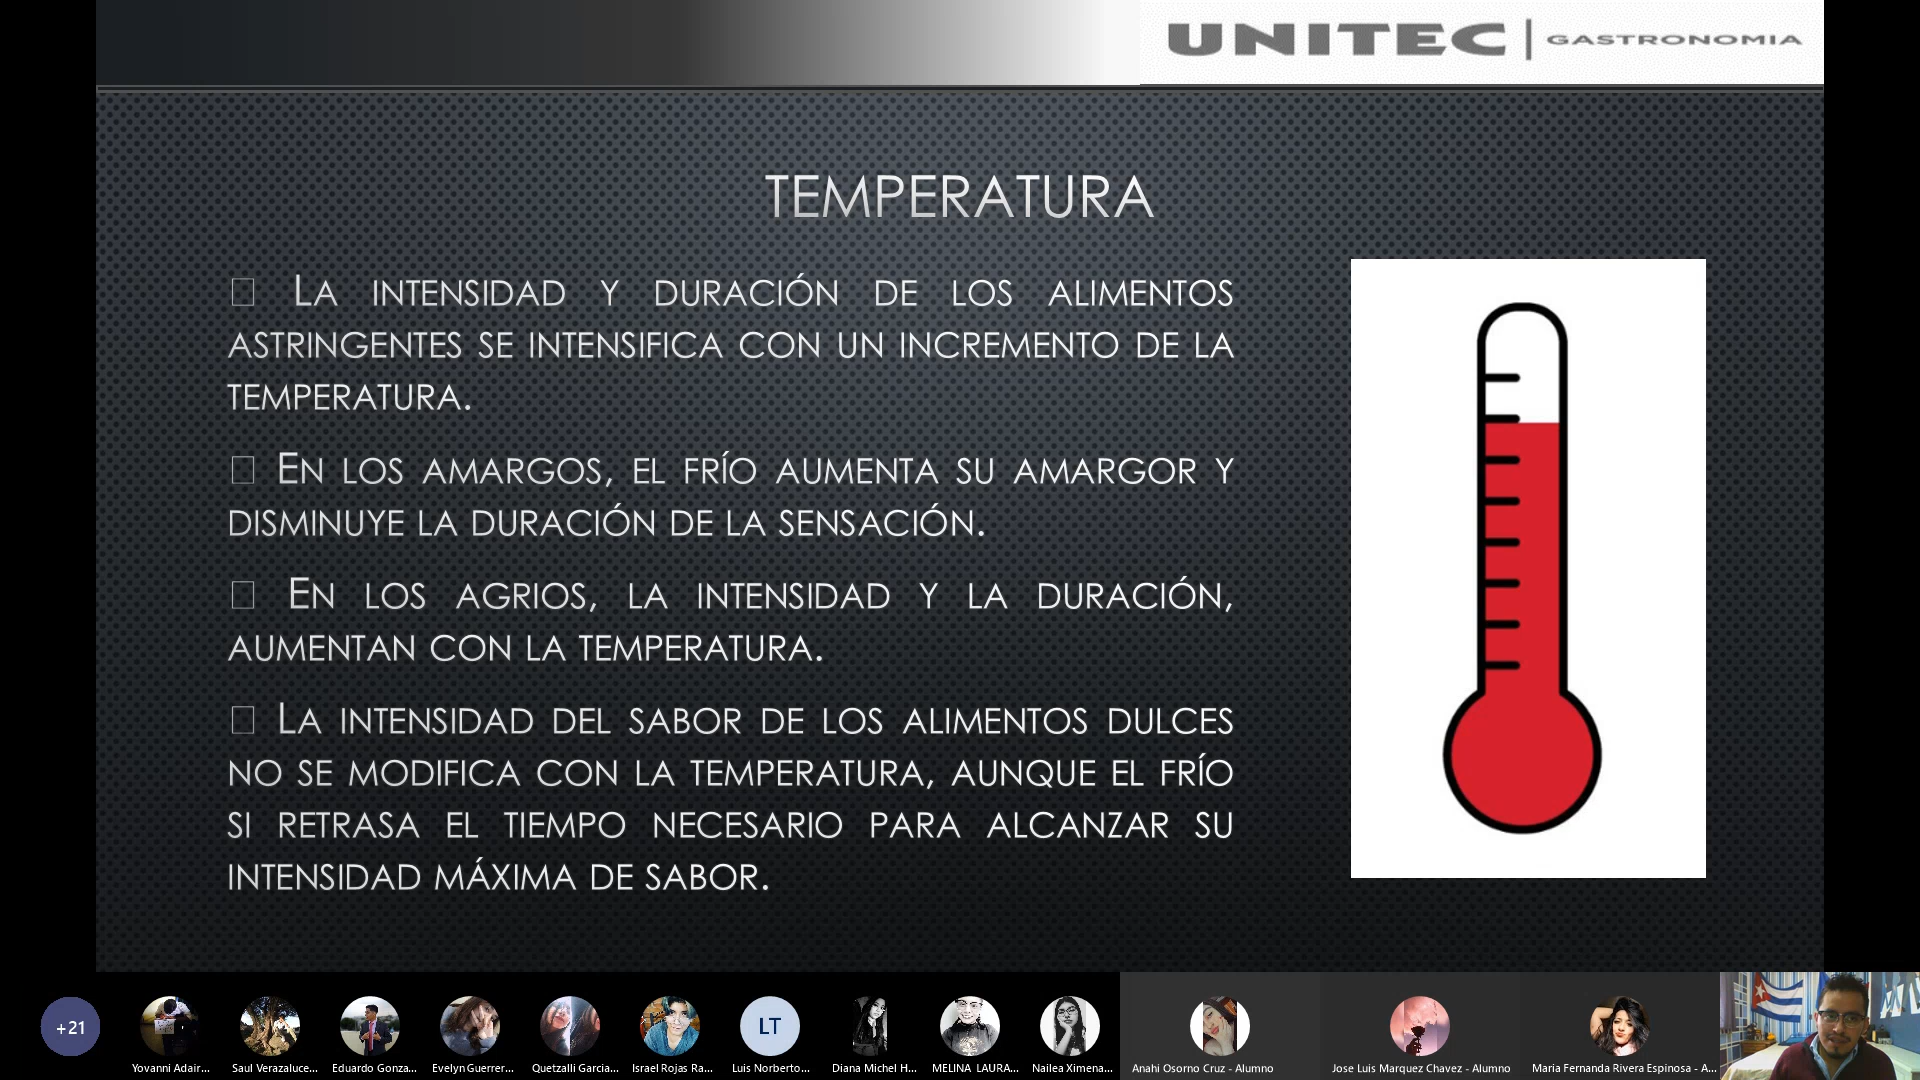 UNITEC | GASTRONOMIA
TEMPERATURA
LA INTENSIDAD Y DURACIÓN DE LOS ALIMENTOS
ASTRINGENTES SE INTENSIFICA CON UN INCREMENTO DE LA
TEMPERATURA.
EN LOS AMARGOS, EL FRÍO AUMENTA SU AMARGOR Y
DISMINUYE LA DURACIÓN DE LA SENSACIÓN.
EN LOS AGRIOS, LA INTENSIDAD Y LA DURACIÓN,
AUMENTAN CON LA TEMPERATURA.
LA INTENSIDAD DEL SABOR DE LOS ALIMENTOS DULCES
NO SE MODIFICA CON LA TEMPERATURA, AUNQUE EL FRÍO
SI RETRASA EL TIEMPO NECESARIO PARA ALCANZAR SU
INTENSIDAD MÁXIMA DE SABOR.
+21
LT
Yovanni Adair...
Saul Verazaluce...
Eduardo Gonza...
Evelyn Guerrer...
Quetzalli Garcia...
Israel Rojas Ra...
Luis Norberto...
Diana Michel H...
MELINA LAURA...
Nailea Ximena...
Anahi Osorno Cruz - Alumno
Jose Luis Marquez Chavez - Alumno
Maria Fernanda Rivera Espinosa - A...